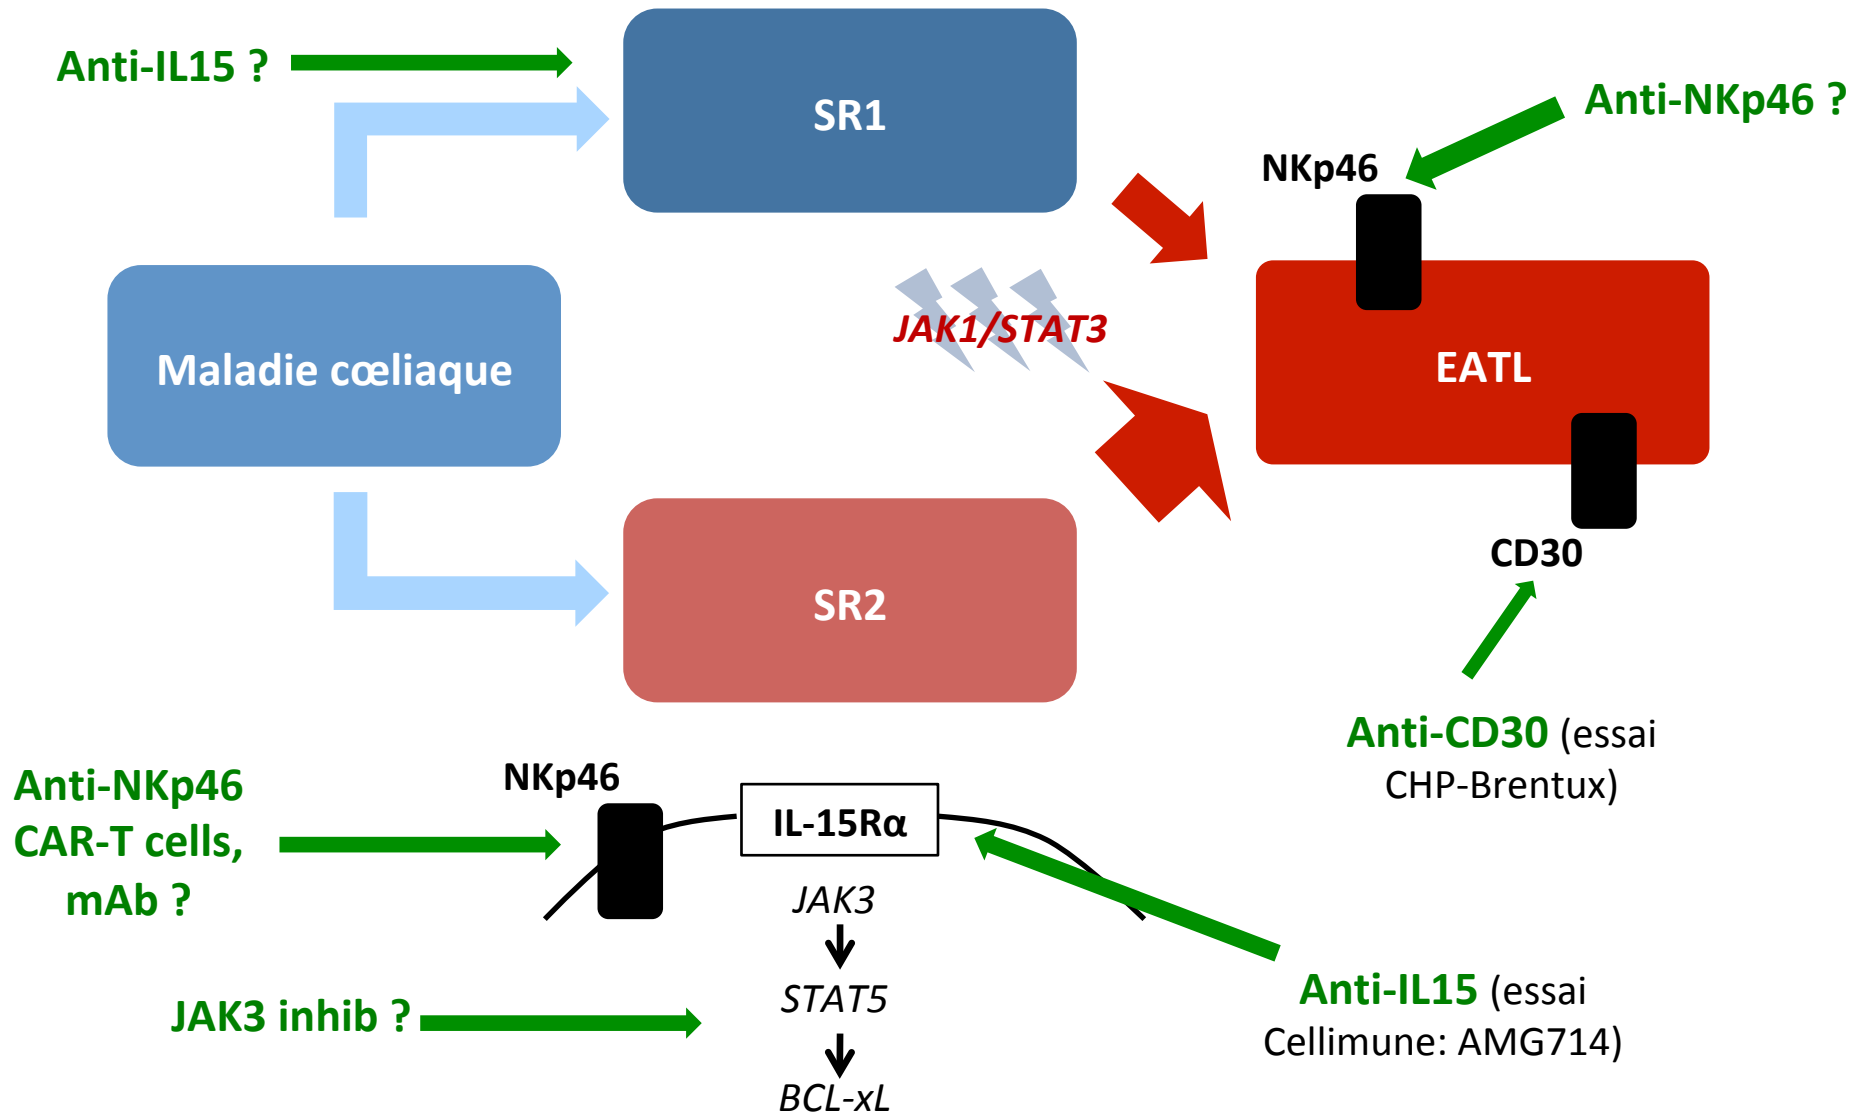 Anti-IL15 ?
SR1
Anti-NKp46 ?
NKp46
JAK1/STAT3
Maladie cœliaque
EATL
CD30
SR2
Anti-CD30 (essai
CHP-Brentux)
Anti-NKp46
CAR-T cells,
mAb ?
NKp46
IL-15Rα
JAK3
STAT5
BCL-xL
JAK3 inhib ?
Anti-IL15 (essai
Cellimune: AMG714)